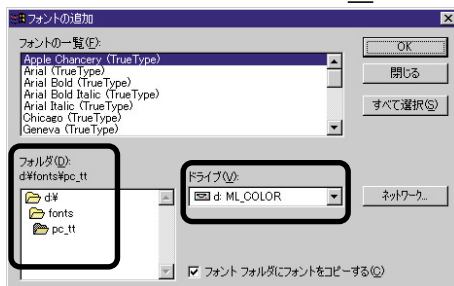 フォントの追加
フォントの一覧(F):
Apple Chancery (TrueType)
Arial (TrueType)
Arial Bold (TrueType)
Arial Bold Italic (TrueType)
Arial Italic (TrueType)
Chicago (TrueType)
Geneva (TrueType)
OK
閉じる
すべて選択(S)
フォルダ(D):
d:¥fonts¥pc_tt
d:¥
fonts
pc_tt
ドライブ(V):
d: ML_COLOR
ネットワーク...
フォント フォルダにフォントをコピーする(C)